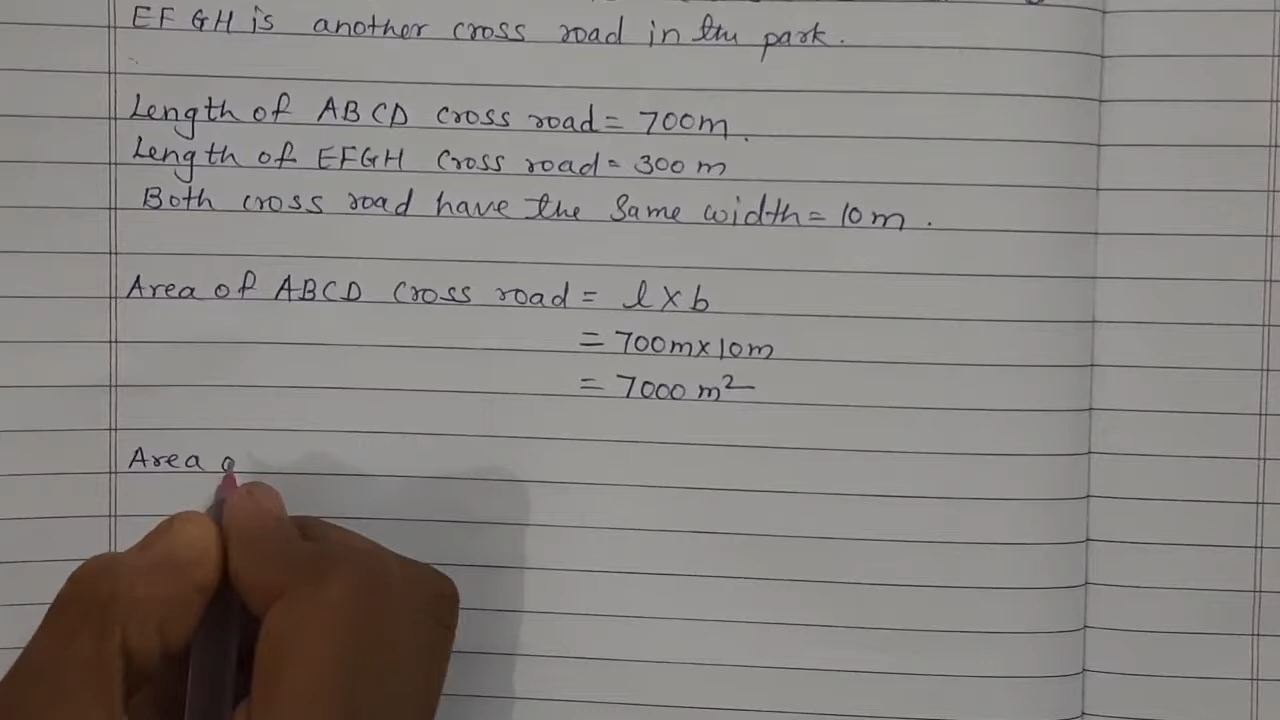 EFGH is another cross road in the park.
Length of ABCD cross road = 700m.
Length of EFGH cross road = 300 m
Both cross road have the same width = 10m.
Area of ABCD cross road = l x b
= 700m x 10m
= 7000 m²
Area o